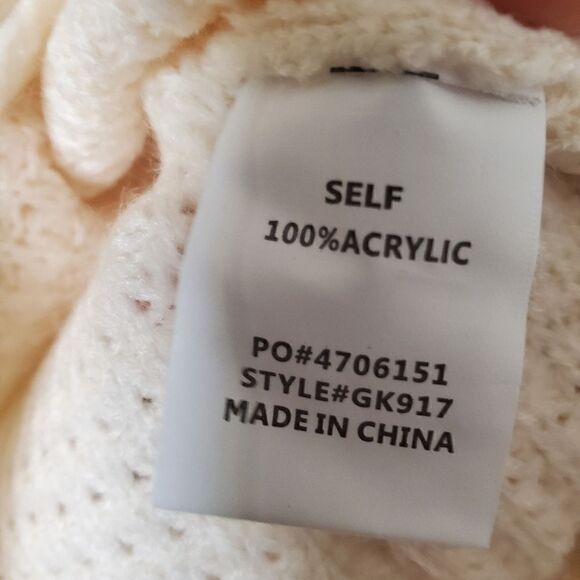 SELF
100%ACRYLIC
PO#4706151
STYLE#GK917
MADE IN CHINA